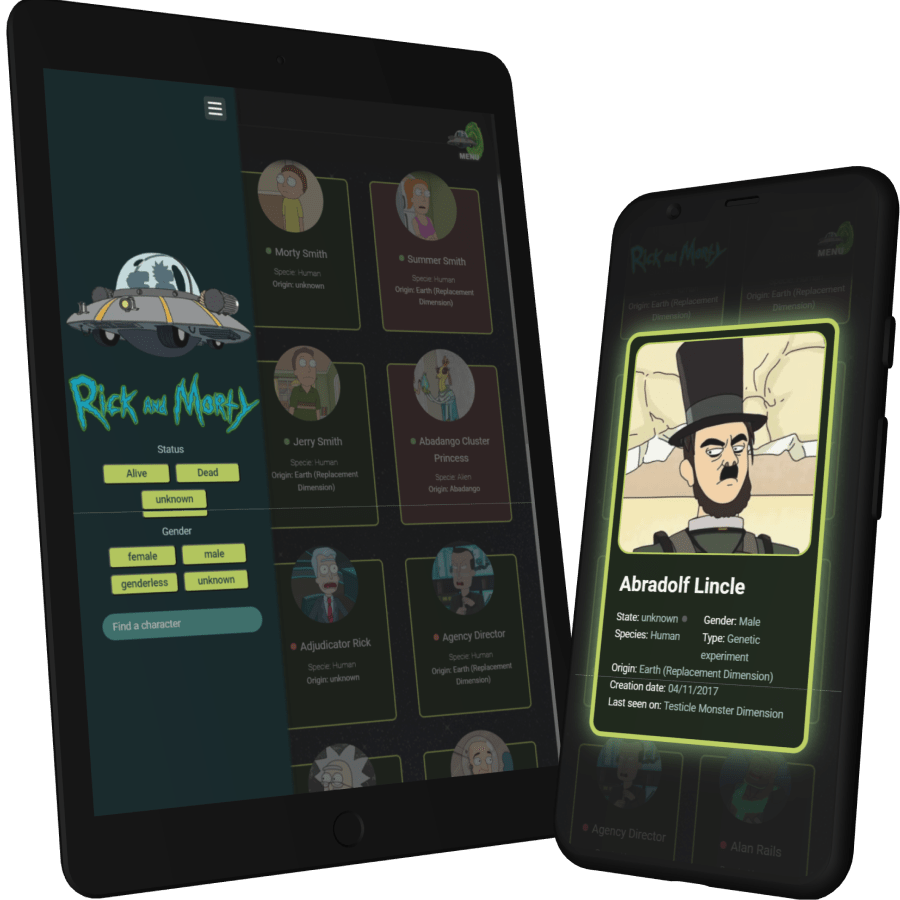 MENU
Morty Smith
Specie: Human
Origin: unknown
Summer Smith
Specie: Human
Origin: Earth (Replacement
Dimension)
Rick and Morty
Status
Alive
Dead
unknown
Gender
female
male
genderless
unknown
Find a character
Jerry Smith
Specie: Human
Origin: Earth (Replacement
Dimension)
Abadango Cluster
Princess
Specie: Alien
Origin: Abadango
Adjudicator Rick
Specie: Human
Origin: unknown
Agency Director
Specie: Human
Origin: Earth (Replacement
Dimension)
Rick and Morty
MENU
Origin: Earth (Replacement
Dimension)
Origin: Earth (Replacement
Dimension)
Abradolf Lincle
State: unknown
Gender: Male
Species: Human
Type: Genetic
experiment
Origin: Earth (Replacement Dimension)
Creation date: 04/11/2017
Last seen on: Testicle Monster Dimension
Agency Director
Alan Rails